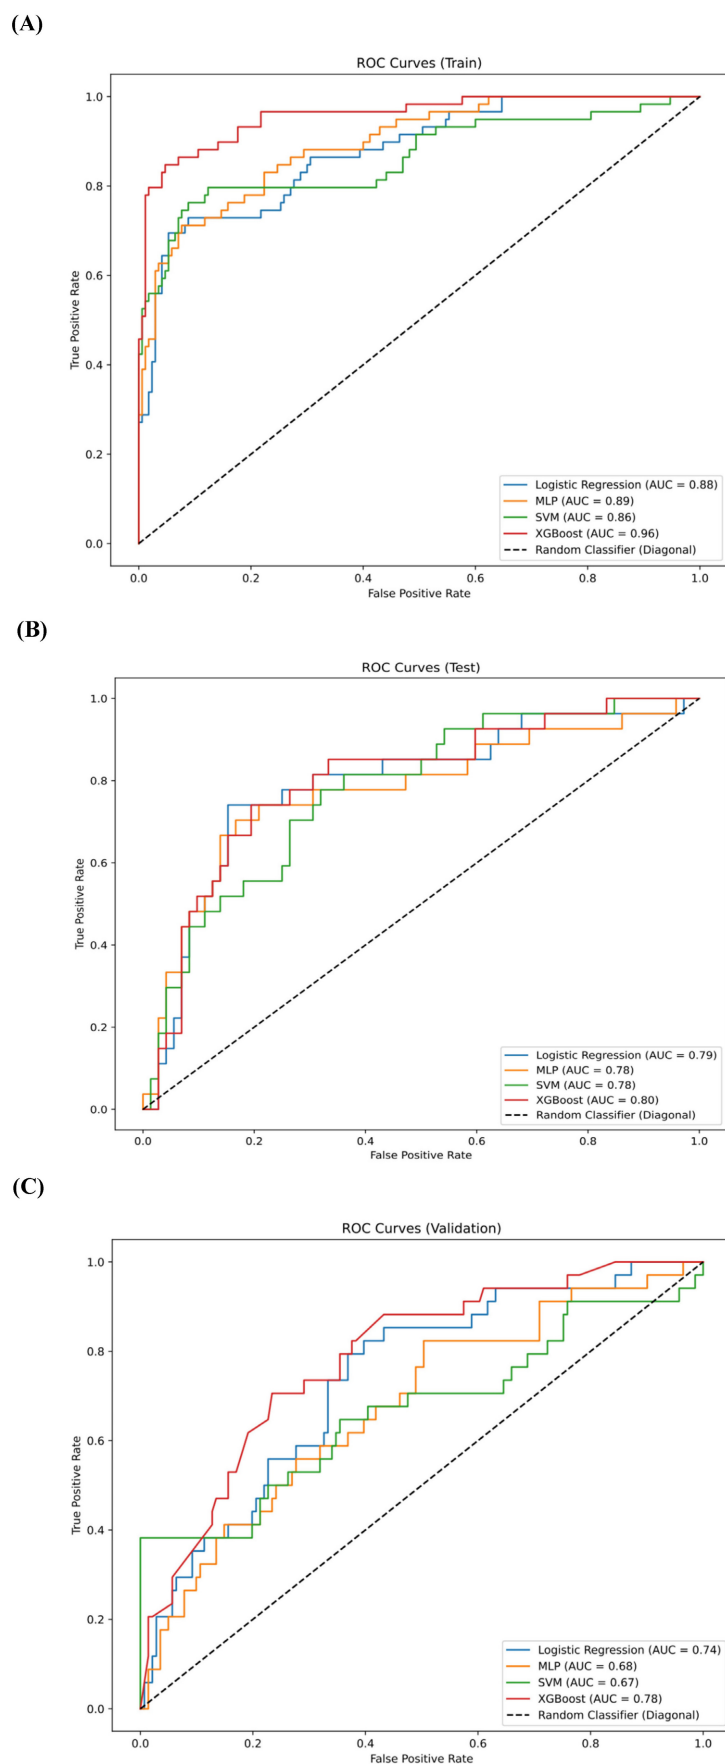 (A)
ROC Curves (Train)
1.0
0.8
0.6
0.4
0.2
0.0
True Positive Rate
0.0 0.2 0.4 0.6 0.8 1.0
False Positive Rate
Logistic Regression (AUC = 0.88)
MLP (AUC = 0.89)
SVM (AUC = 0.86)
XGBoost (AUC = 0.96)
Random Classifier (Diagonal)
(B)
ROC Curves (Test)
1.0
0.8
0.6
0.4
0.2
0.0
True Positive Rate
0.0 0.2 0.4 0.6 0.8 1.0
False Positive Rate
Logistic Regression (AUC = 0.79)
MLP (AUC = 0.78)
SVM (AUC = 0.78)
XGBoost (AUC = 0.80)
Random Classifier (Diagonal)
(C)
ROC Curves (Validation)
1.0
0.8
0.6
0.4
0.2
0.0
True Positive Rate
0.0 0.2 0.4 0.6 0.8 1.0
False Positive Rate
Logistic Regression (AUC = 0.74)
MLP (AUC = 0.68)
SVM (AUC = 0.67)
XGBoost (AUC = 0.78)
Random Classifier (Diagonal)